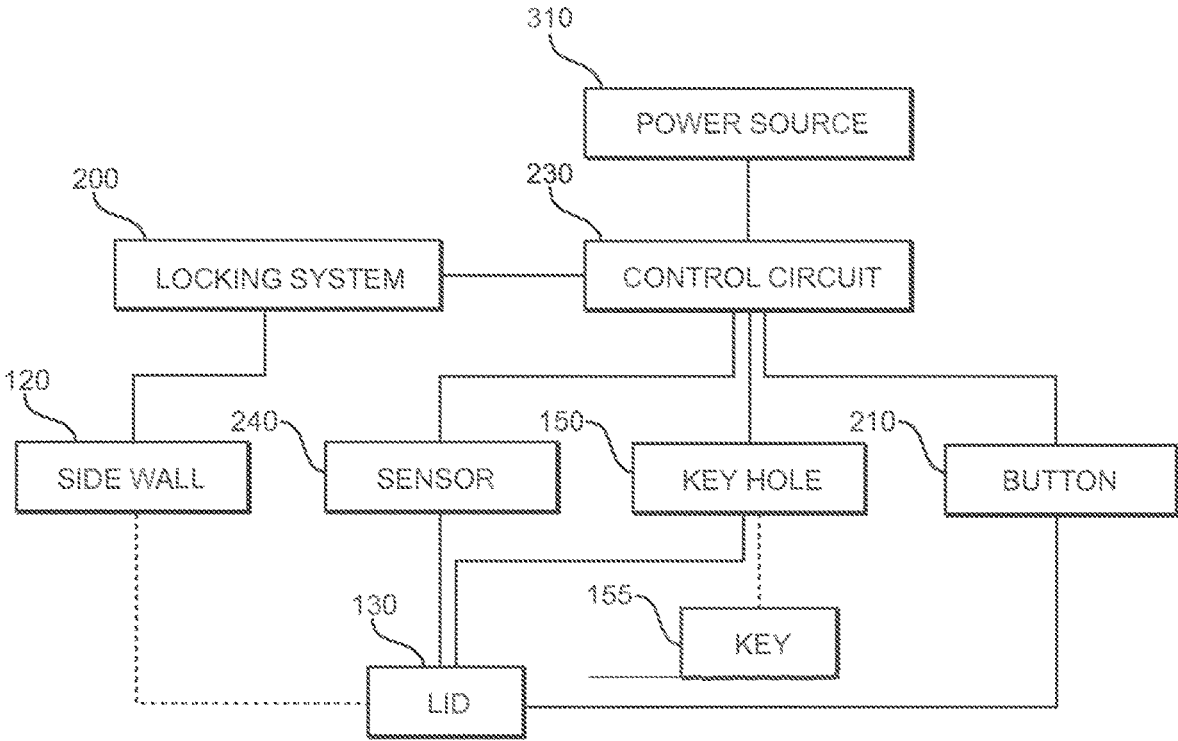 310
POWER SOURCE
200
230
LOCKING SYSTEM
CONTROL CIRCUIT
120
240
150
210
SIDE WALL
SENSOR
KEY HOLE
BUTTON
130
155
KEY
LID